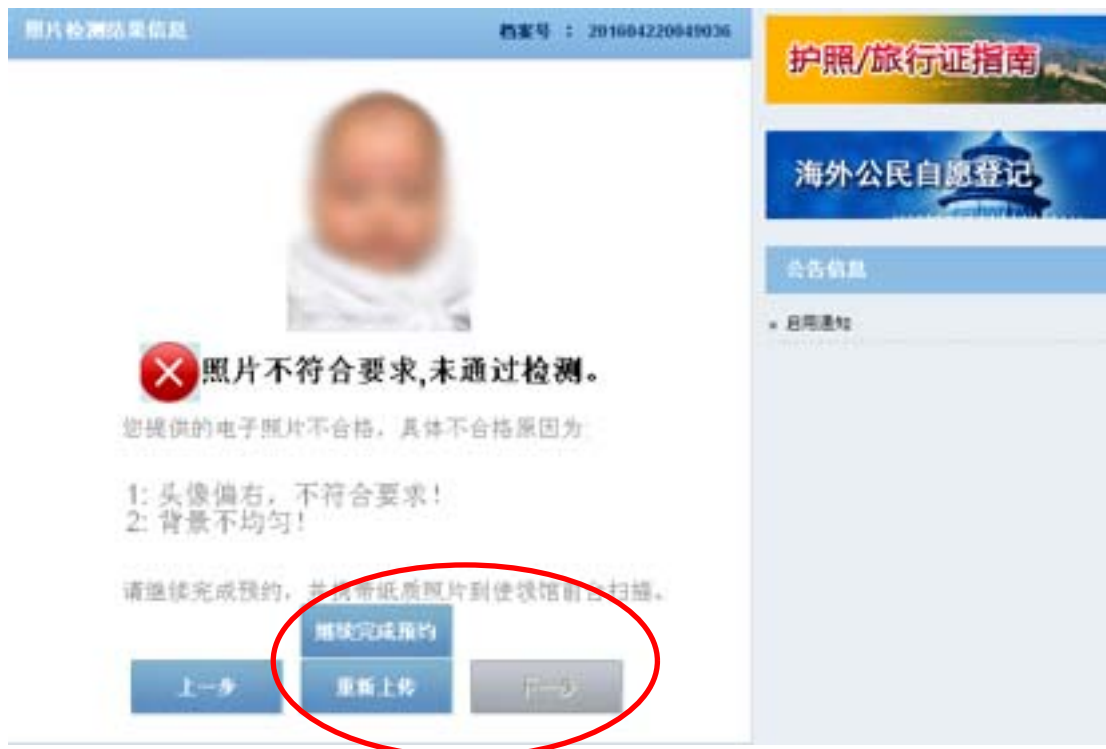 照片检测结果信息
档案号 : 201604220049036
照片不符合要求,未通过检测。
您提供的电子照片不合格，具体不合格原因为
1: 头像偏右，不符合要求!
2: 背景不均匀!
请继续完成预约，并携带纸质照片到使领馆前台扫描。
继续完成预约
上一步
重新上传
下一步
护照/旅行证指南
海外公民自愿登记
公告信息
启用通知